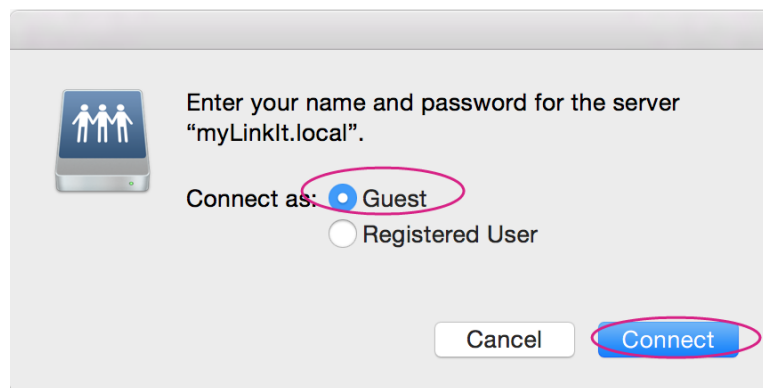 Enter your name and password for the server
“myLinkIt.local”.
Connect as: Guest
Registered User
Cancel Connect